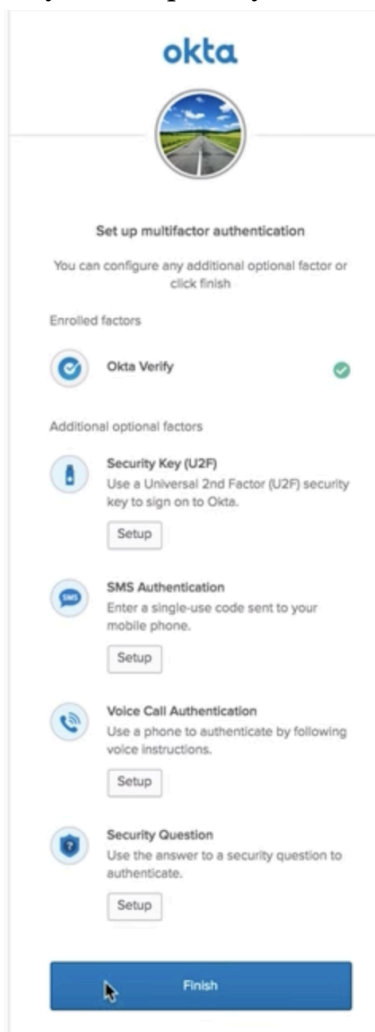 okta
Set up multifactor authentication
You can configure any additional optional factor or
click finish
Enrolled factors
Okta Verify
Additional optional factors
Security Key (U2F)
Use a Universal 2nd Factor (U2F) security
key to sign on to Okta.
Setup
SMS
SMS Authentication
Enter a single-use code sent to your
mobile phone.
Setup
Voice Call Authentication
Use a phone to authenticate by following
voice instructions.
Setup
?
Security Question
Use the answer to a security question to
authenticate.
Setup
Finish